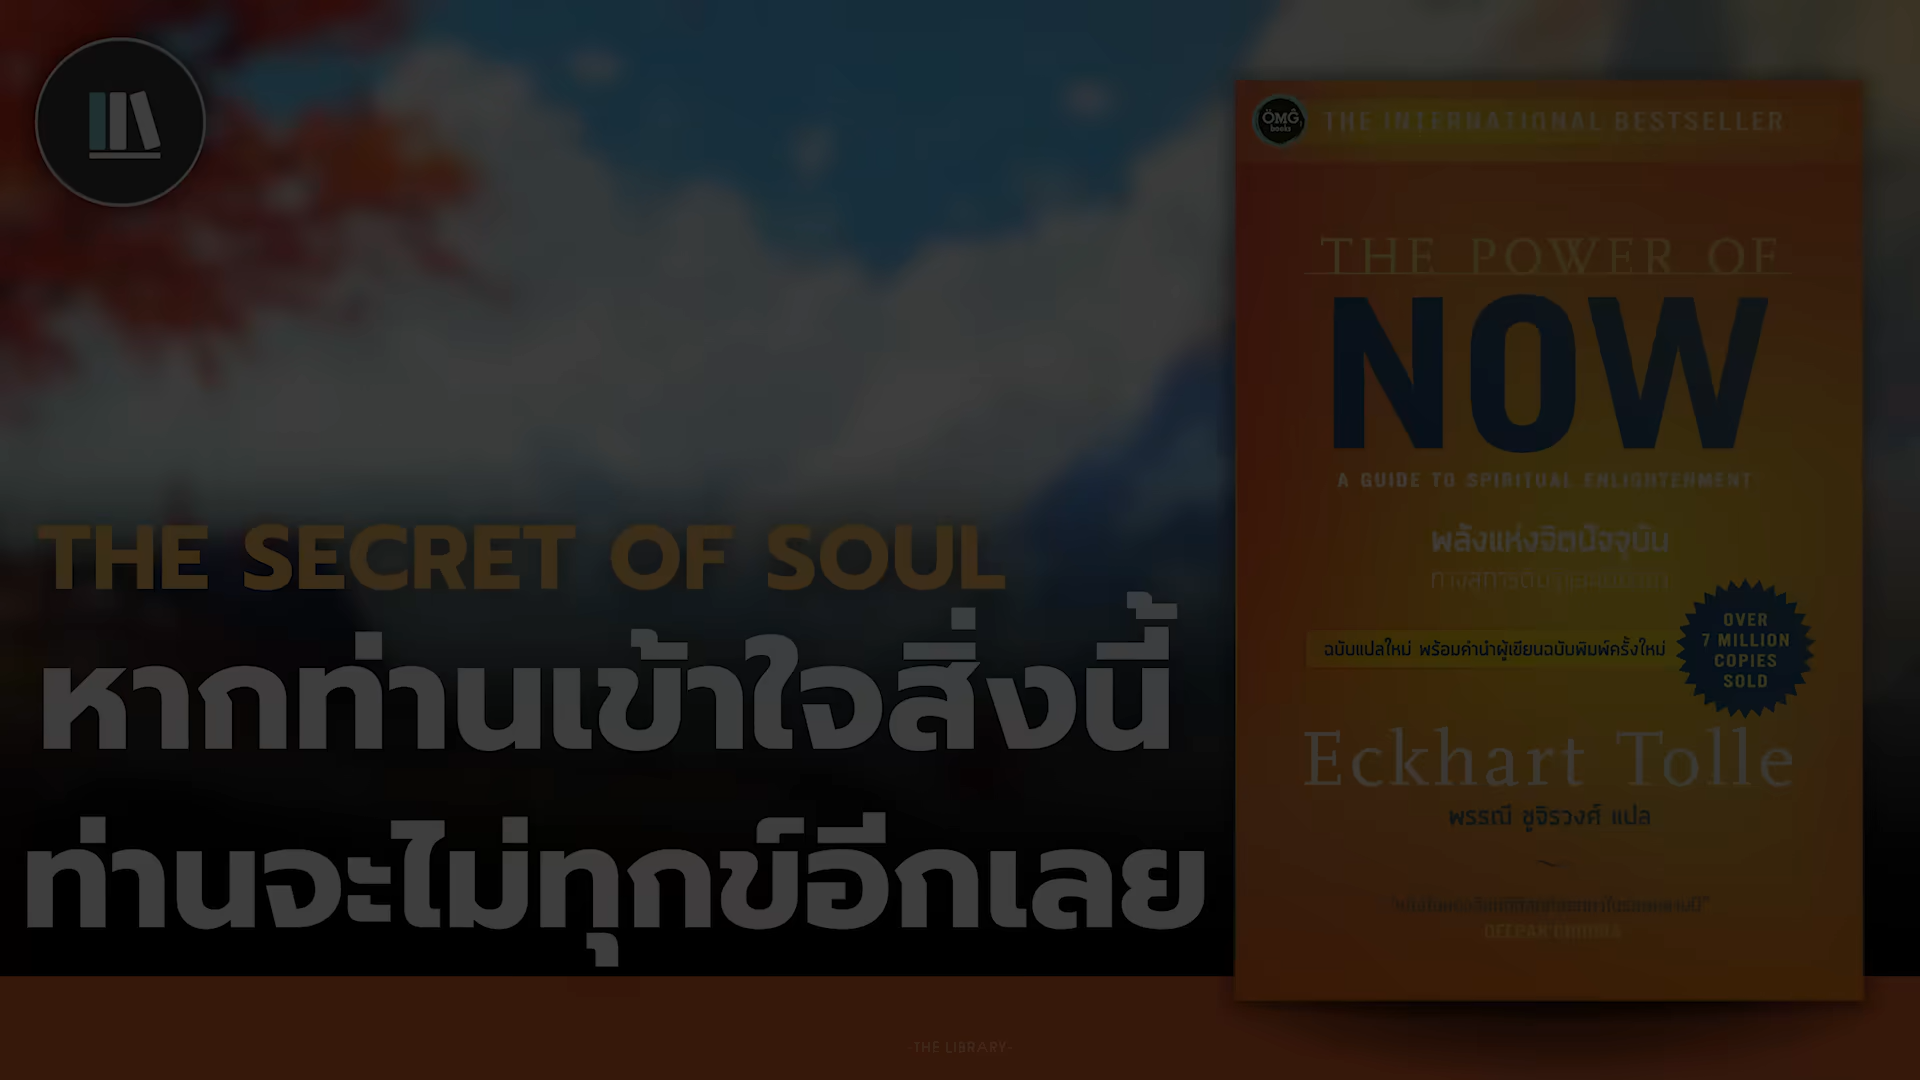 THE SECRET OF SOUL
หากท่านเข้าใจสิ่งนี้
ท่านจะไม่ทุกข์อีกเลย
ÖMG
books
THE INTERNATIONAL BESTSELLER
THE POWER OF
NOW
A GUIDE TO SPIRITUAL ENLIGHTENMENT
พลังแห่งจิตปัจจุบัน
ฉบับแปลใหม่ พร้อมคำนำผู้เขียนฉบับพิมพ์ครั้งใหม่
OVER
7 MILLION
COPIES
SOLD
Eckhart Tolle
พรรณี ชูจิรวงศ์ แปล
DEEPAK CHOPRA
-THE LIBRARY-